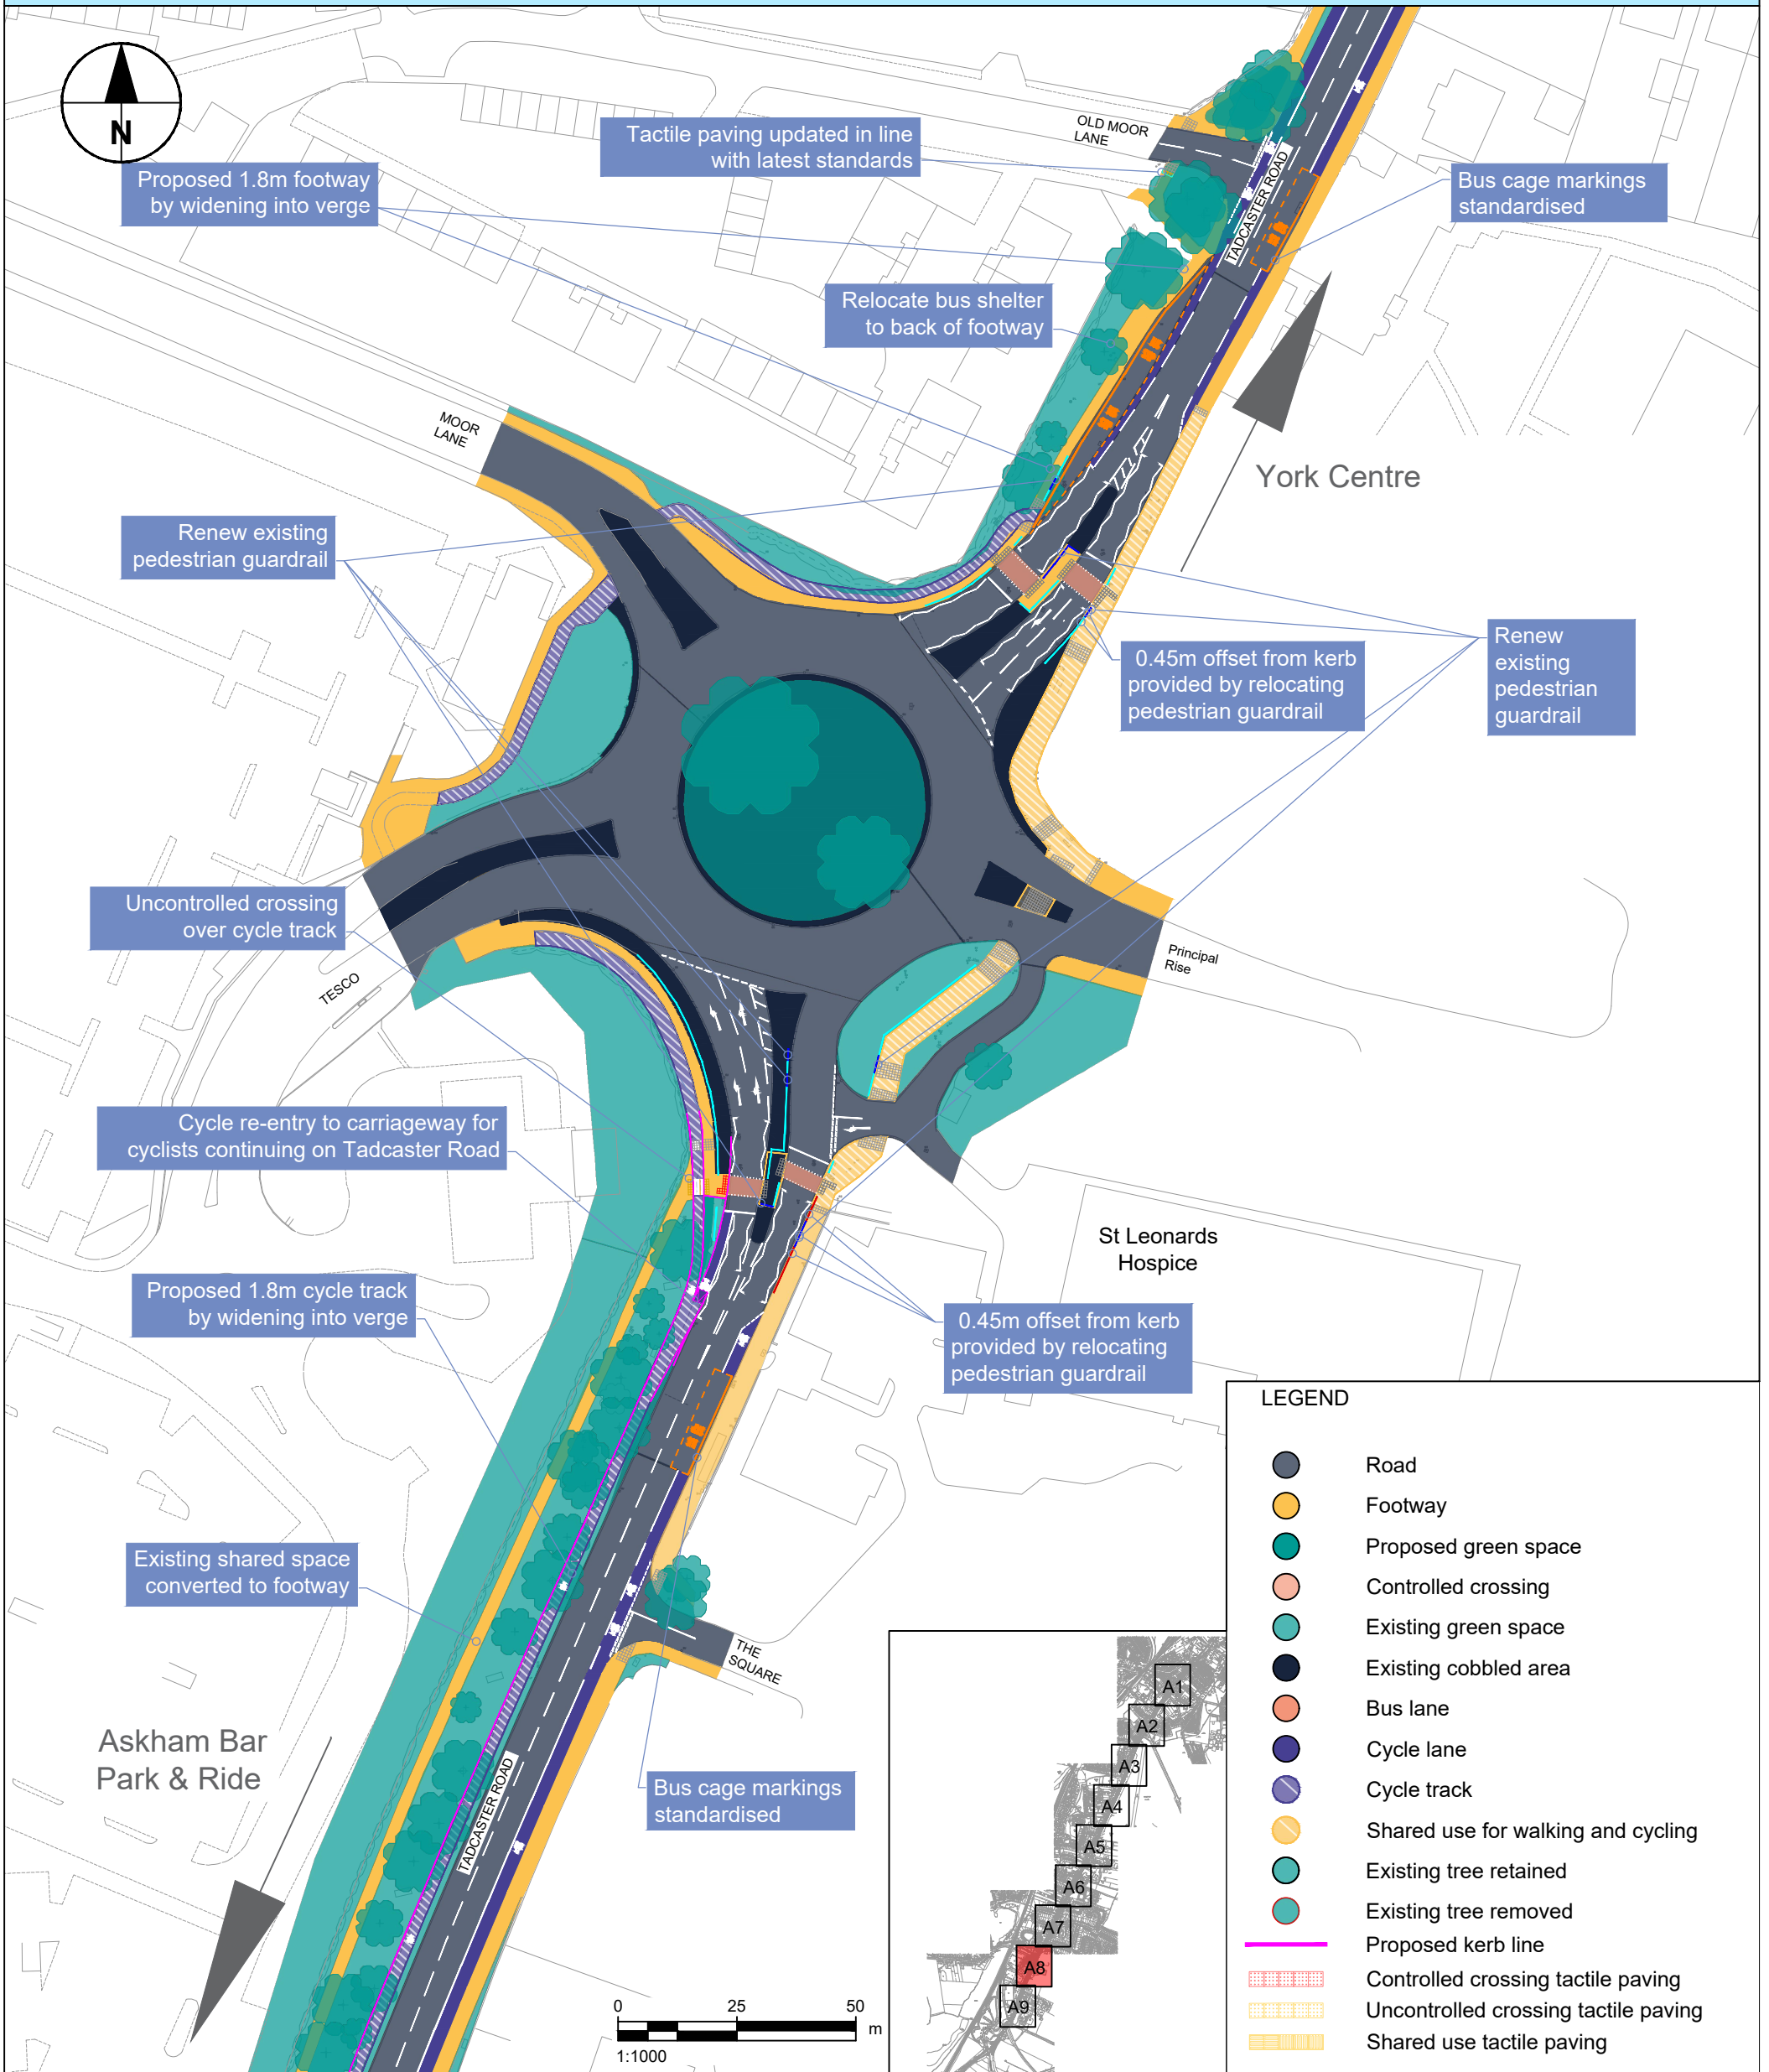 N
Tactile paving updated in line
with latest standards
OLD MOOR
LANE
Proposed 1.8m footway
by widening into verge
TADCASTER ROAD
Bus cage markings
standardised
Relocate bus shelter
to back of footway
MOOR
LANE
York Centre
Renew existing
pedestrian guardrail
Renew
existing
pedestrian
guardrail
0.45m offset from kerb
provided by relocating
pedestrian guardrail
Uncontrolled crossing
over cycle track
Principal
Rise
TESCO
Cycle re-entry to carriageway for
cyclists continuing on Tadcaster Road
St Leonards
Hospice
Proposed 1.8m cycle track
by widening into verge
0.45m offset from kerb
provided by relocating
pedestrian guardrail
Existing shared space
converted to footway
THE
SQUARE
Askham Bar
Park & Ride
TADCASTER ROAD
Bus cage markings
standardised
0 25 50
m
1:1000
A1
A2
A3
A4
A5
A6
A7
A8
A9
LEGEND
Road
Footway
Proposed green space
Controlled crossing
Existing green space
Existing cobbled area
Bus lane
Cycle lane
Cycle track
Shared use for walking and cycling
Existing tree retained
Existing tree removed
Proposed kerb line
Controlled crossing tactile paving
Uncontrolled crossing tactile paving
Shared use tactile paving